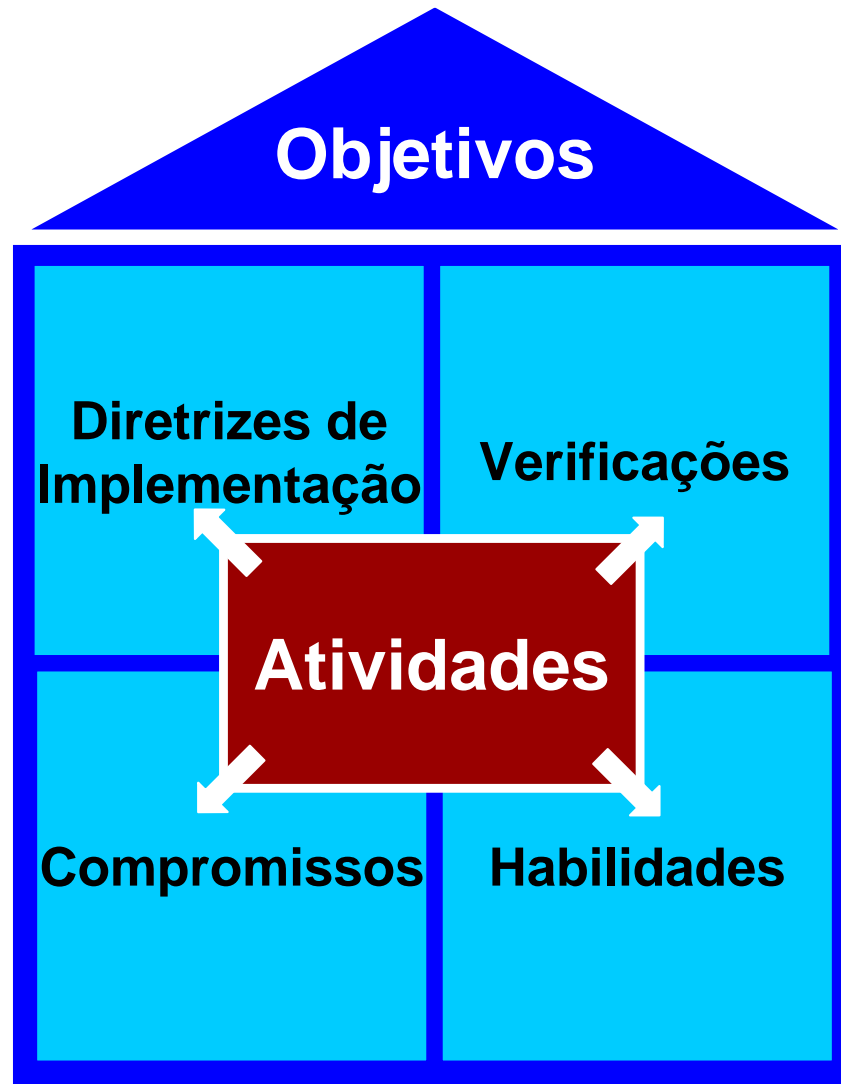 Objetivos
Diretrizes de
Implementação
Verificações
Atividades
Compromissos
Habilidades